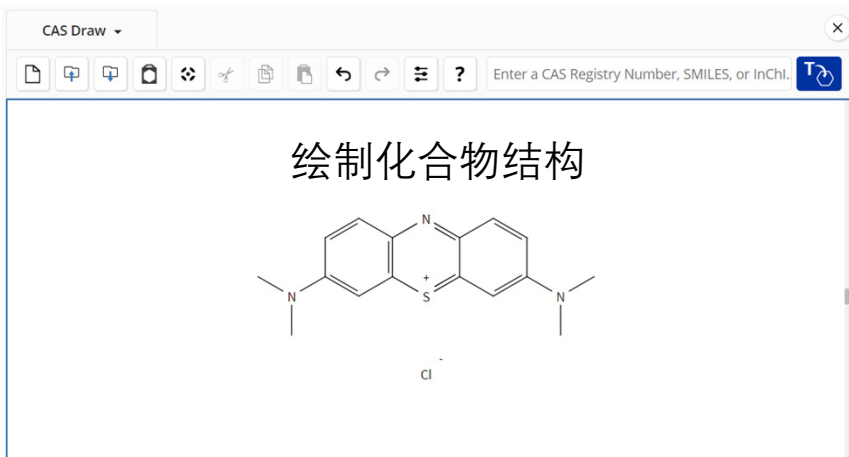 CAS Draw
? Enter a CAS Registry Number, SMILES, or InChI.. T
绘制化合物结构
N
+
N S N
-
Cl